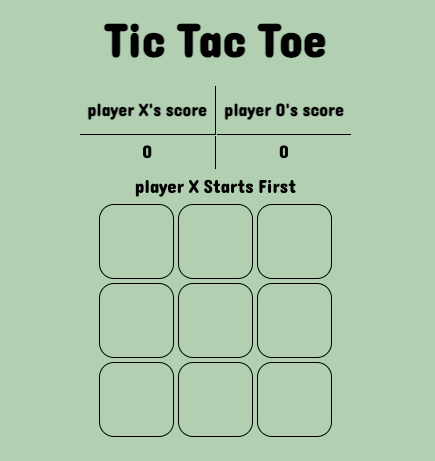 Tic Tac Toe
player X's score player O's score
0 0
player X Starts First